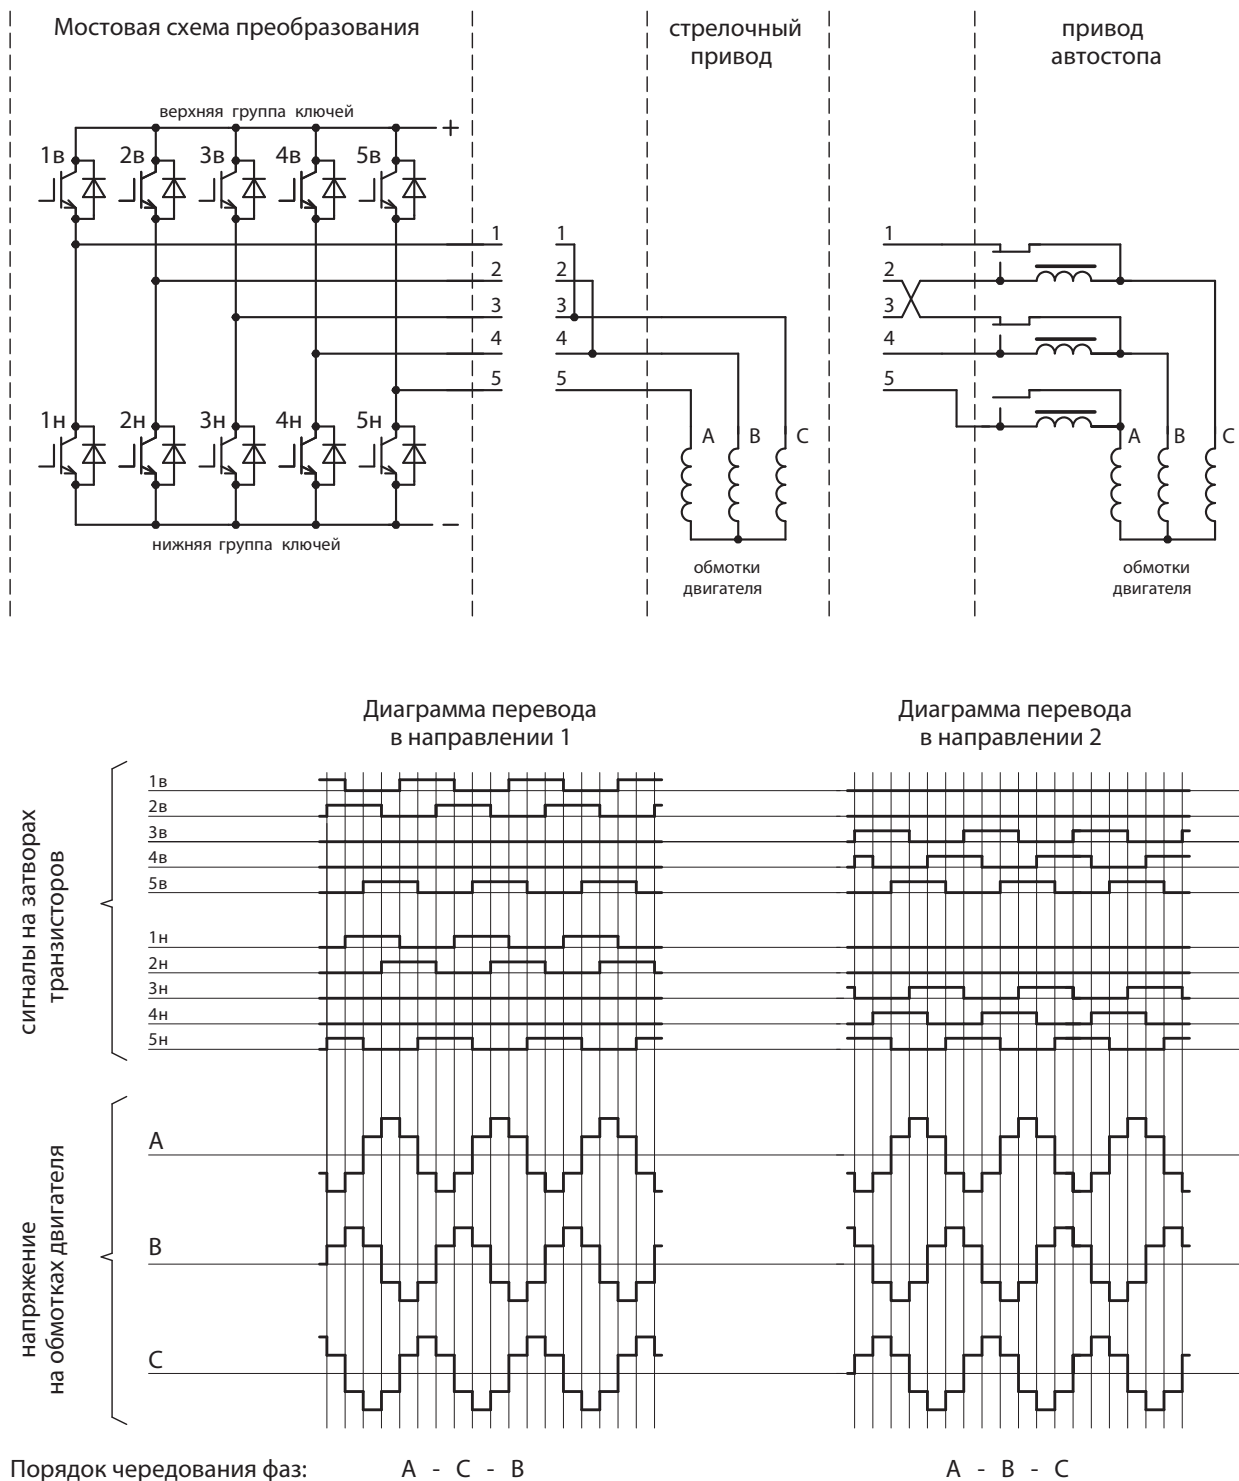 Мостовая схема преобразования
стрелочный
привод
привод
автостопа
верхняя группа ключей
+
1в 2в 3в 4в 5в
1
2
3
4
5
1
2
3
4
5
1
2
3
4
5
1н 2н 3н 4н 5н
A B C
A B C
–
нижняя группа ключей
обмотки
двигателя
обмотки
двигателя
Диаграмма перевода
в направлении 1
Диаграмма перевода
в направлении 2
сигналы на затворах
транзисторов
1в
2в
3в
4в
5в
1н
2н
3н
4н
5н
напряжение
на обмотках двигателя
A
B
C
Порядок чередования фаз: A - C - B A - B - C